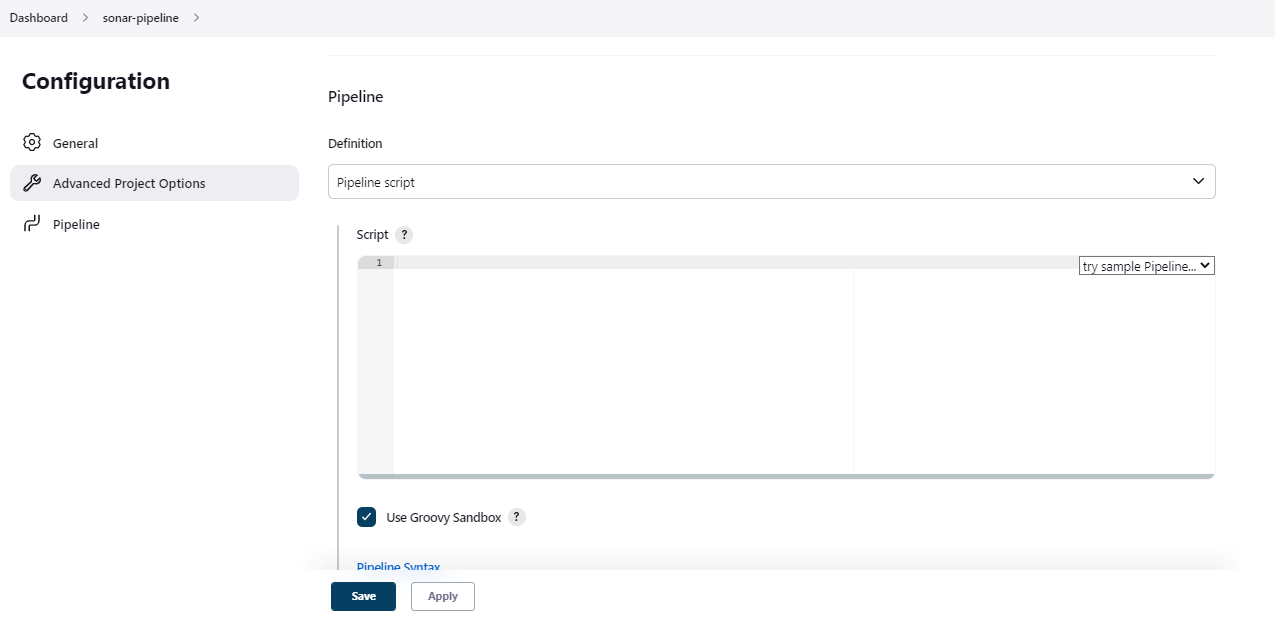 Dashboard > sonar-pipeline >
Configuration
General
Advanced Project Options
Pipeline
Pipeline
Definition
Pipeline script
Script ?
1
try sample Pipeline...
Use Groovy Sandbox ?
Pipeline Syntax
Save Apply